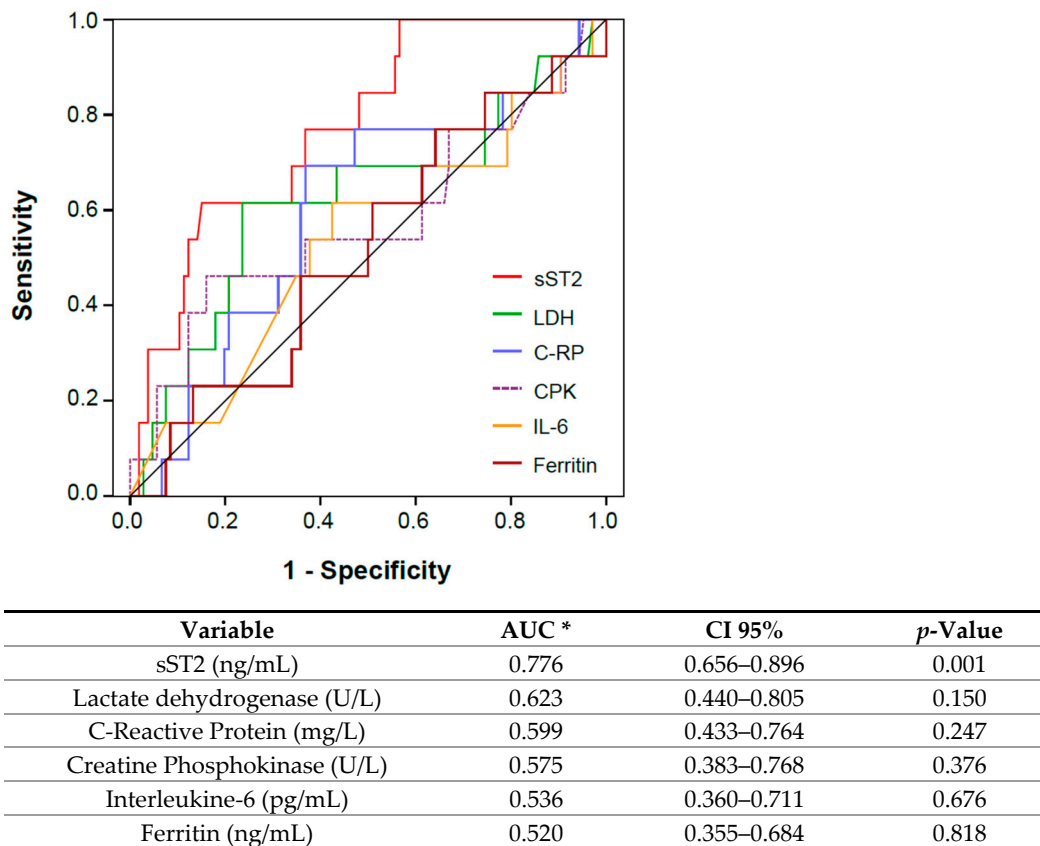 1.0
0.8
0.6
0.4
0.2
0.0
Sensitivity
sST2
LDH
C-RP
CPK
IL-6
Ferritin
0.0 0.2 0.4 0.6 0.8 1.0
1 - Specificity
Variable AUC * CI 95% p-Value
sST2 (ng/mL) 0.776 0.656–0.896 0.001
Lactate dehydrogenase (U/L) 0.623 0.440–0.805 0.150
C-Reactive Protein (mg/L) 0.599 0.433–0.764 0.247
Creatine Phosphokinase (U/L) 0.575 0.383–0.768 0.376
Interleukine-6 (pg/mL) 0.536 0.360–0.711 0.676
Ferritin (ng/mL) 0.520 0.355–0.684 0.818